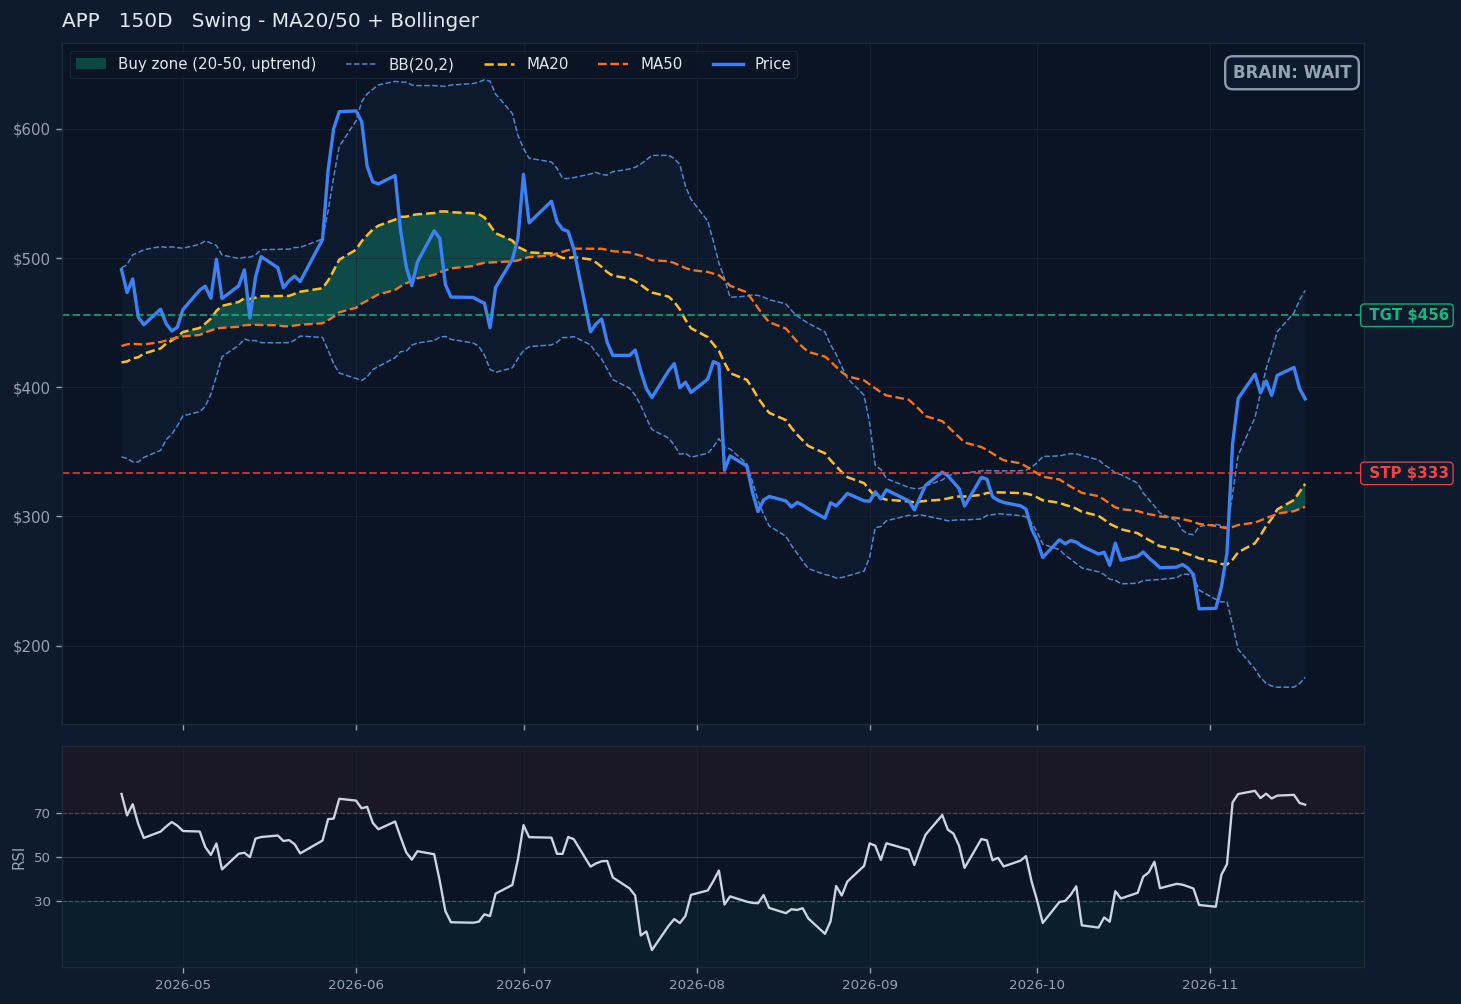 APP   150D   Swing - MA20/50 + Bollinger
Buy zone (20-50, uptrend)   BB(20,2)   MA20   MA50   Price
BRAIN: WAIT
$600
$500
TGT $456
$400
STP $333
$300
$200
70
50
30
RSI
2026-05   2026-06   2026-07   2026-08   2026-09   2026-10   2026-11